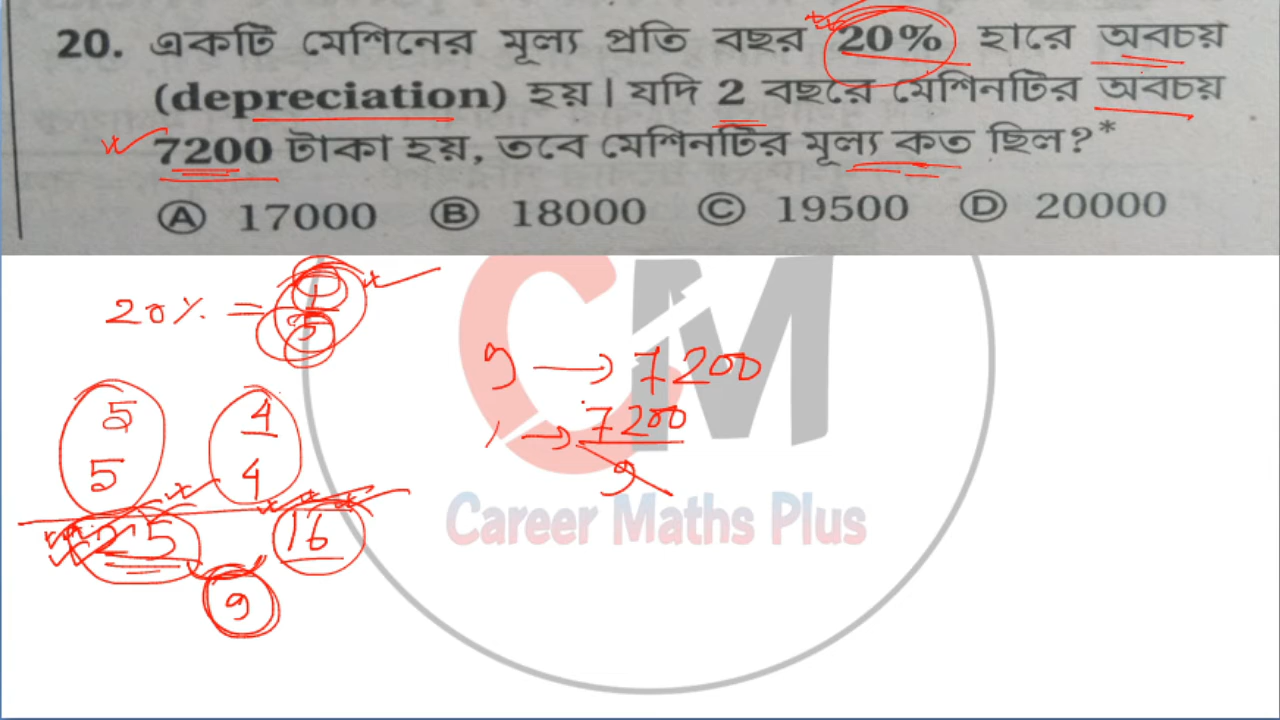 20. একটি মেশিনের মূল্য প্রতি বছর 20% হারে অবচয়
(depreciation) হয়। যদি 2 বছরে মেশিনটির অবচয়
7200 টাকা হয়, তবে মেশিনটির মূল্য কত ছিল?*
Ⓐ 17000 Ⓑ 18000 Ⓒ 19500 Ⓓ 20000
20% = 1/5
5 4
5 4
25 16
9
9 → 7200
1 → 7200/9
CM
Career Maths Plus